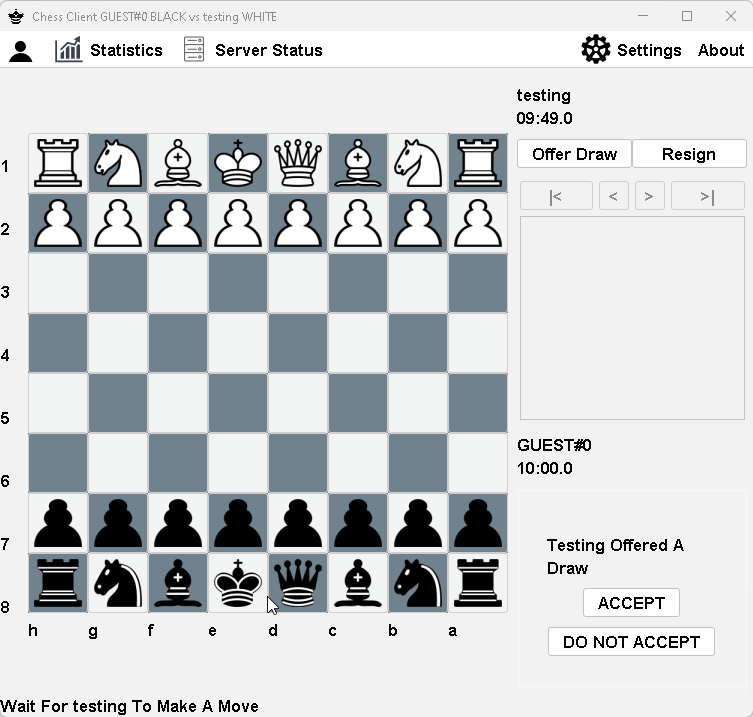 Chess Client GUEST#0 BLACK vs testing WHITE
Statistics
Server Status
Settings
About
testing
09:49.0
Offer Draw
Resign
|<
<
>
>|
1
2
3
4
5
6
7
8
h g f e d c b a
GUEST#0
10:00.0
Testing Offered A
Draw
ACCEPT
DO NOT ACCEPT
Wait For testing To Make A Move